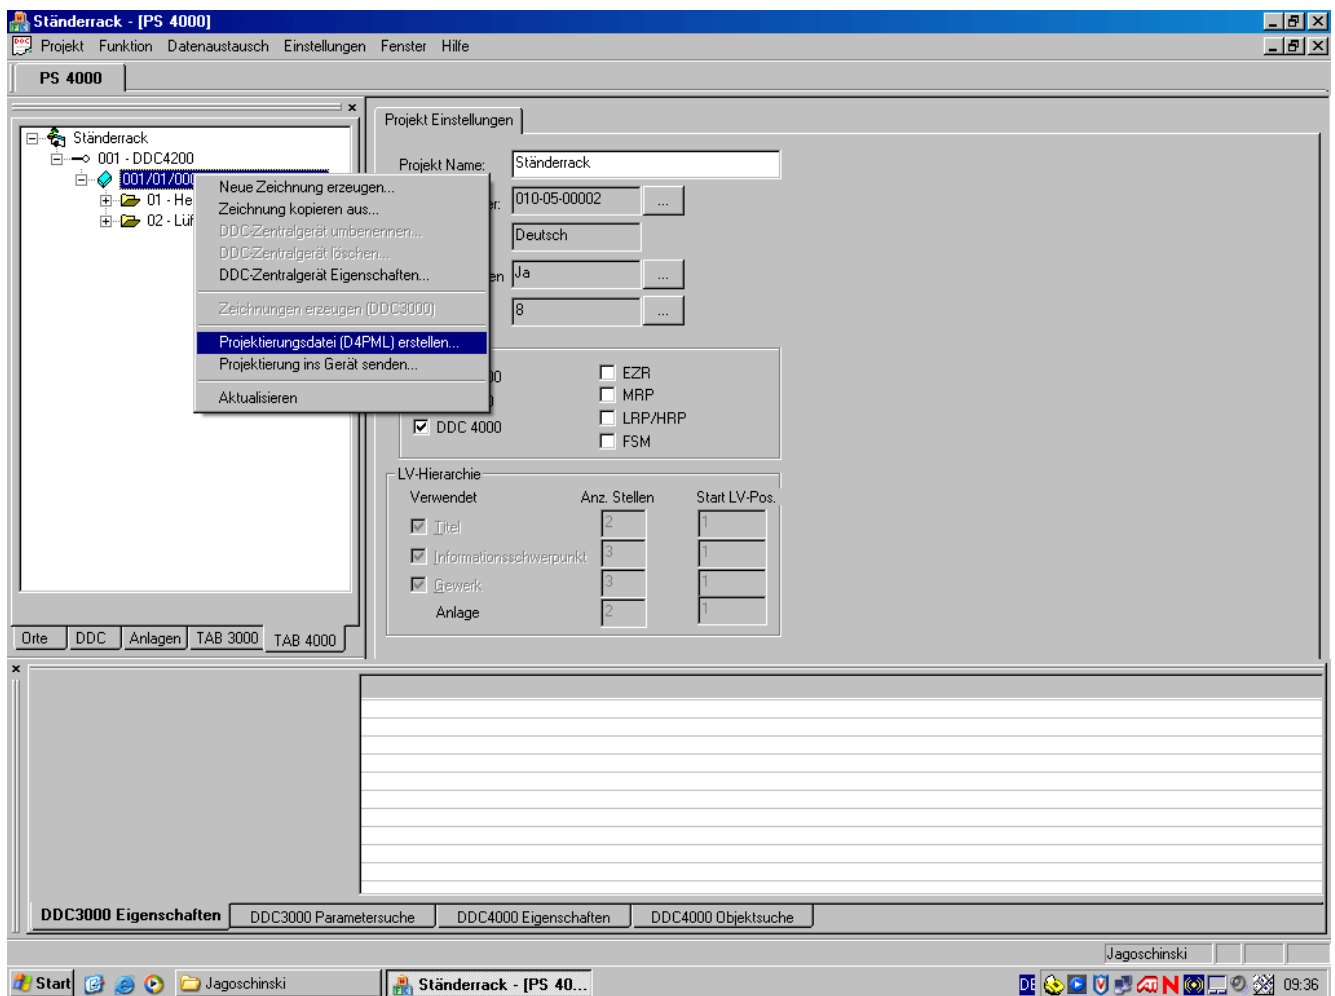 Ständerrack - [PS 4000]
Projekt Funktion Datenaustausch Einstellungen Fenster Hilfe
PS 4000
Ständerrack
001 - DDC4200
001/01/000
01 - He
02 - Lüf
Neue Zeichnung erzeugen...
Zeichnung kopieren aus...
DDC-Zentralgerät umbenennen...
DDC-Zentralgerät löschen...
DDC-Zentralgerät Eigenschaften...
Zeichnungen erzeugen (DDC3000)
Projektierungsdatei (D4PML) erstellen...
Projektierung ins Gerät senden...
Aktualisieren
Orte DDC Anlagen TAB 3000 TAB 4000
Projekt Einstellungen
Projekt Name: Ständerrack
er: 010-05-00002 ...
Deutsch
en Ja ...
8 ...
EZR
MRP
LRP/HRP
DDC 4000
FSM
LV-Hierarchie
Verwendet Anz. Stellen Start LV-Pos.
Titel 2 1
Informationsschwerpunkt 3 1
Gewerk 3 1
Anlage 2 1
DDC3000 Eigenschaften DDC3000 Parametersuche DDC4000 Eigenschaften DDC4000 Objektsuche
Jagoschinski
Start Jagoschinski Ständerrack - [PS 40... DE 09:36